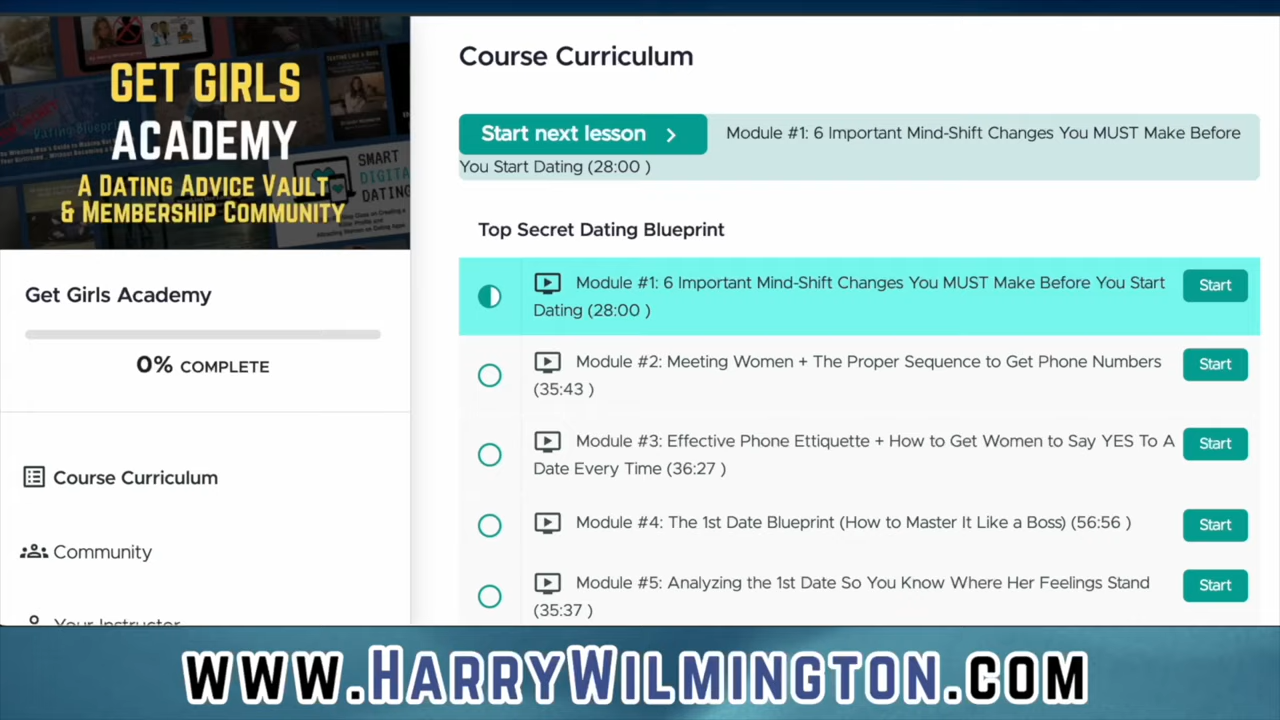 GET GIRLS
ACADEMY
A DATING ADVICE VAULT
& MEMBERSHIP COMMUNITY
SMART
DIGITAL
DATING
Get Girls Academy
0% COMPLETE
Course Curriculum
Community
Your Instructor
Course Curriculum
Start next lesson
Module #1: 6 Important Mind-Shift Changes You MUST Make Before
You Start Dating (28:00 )
Top Secret Dating Blueprint
Module #1: 6 Important Mind-Shift Changes You MUST Make Before You Start
Dating (28:00 )
Start
Module #2: Meeting Women + The Proper Sequence to Get Phone Numbers
(35:43 )
Start
Module #3: Effective Phone Ettiquette + How to Get Women to Say YES To A
Date Every Time (36:27 )
Start
Module #4: The 1st Date Blueprint (How to Master It Like a Boss) (56:56 )
Start
Module #5: Analyzing the 1st Date So You Know Where Her Feelings Stand
(35:37 )
Start
WWW.HARRYWILMINGTON.COM